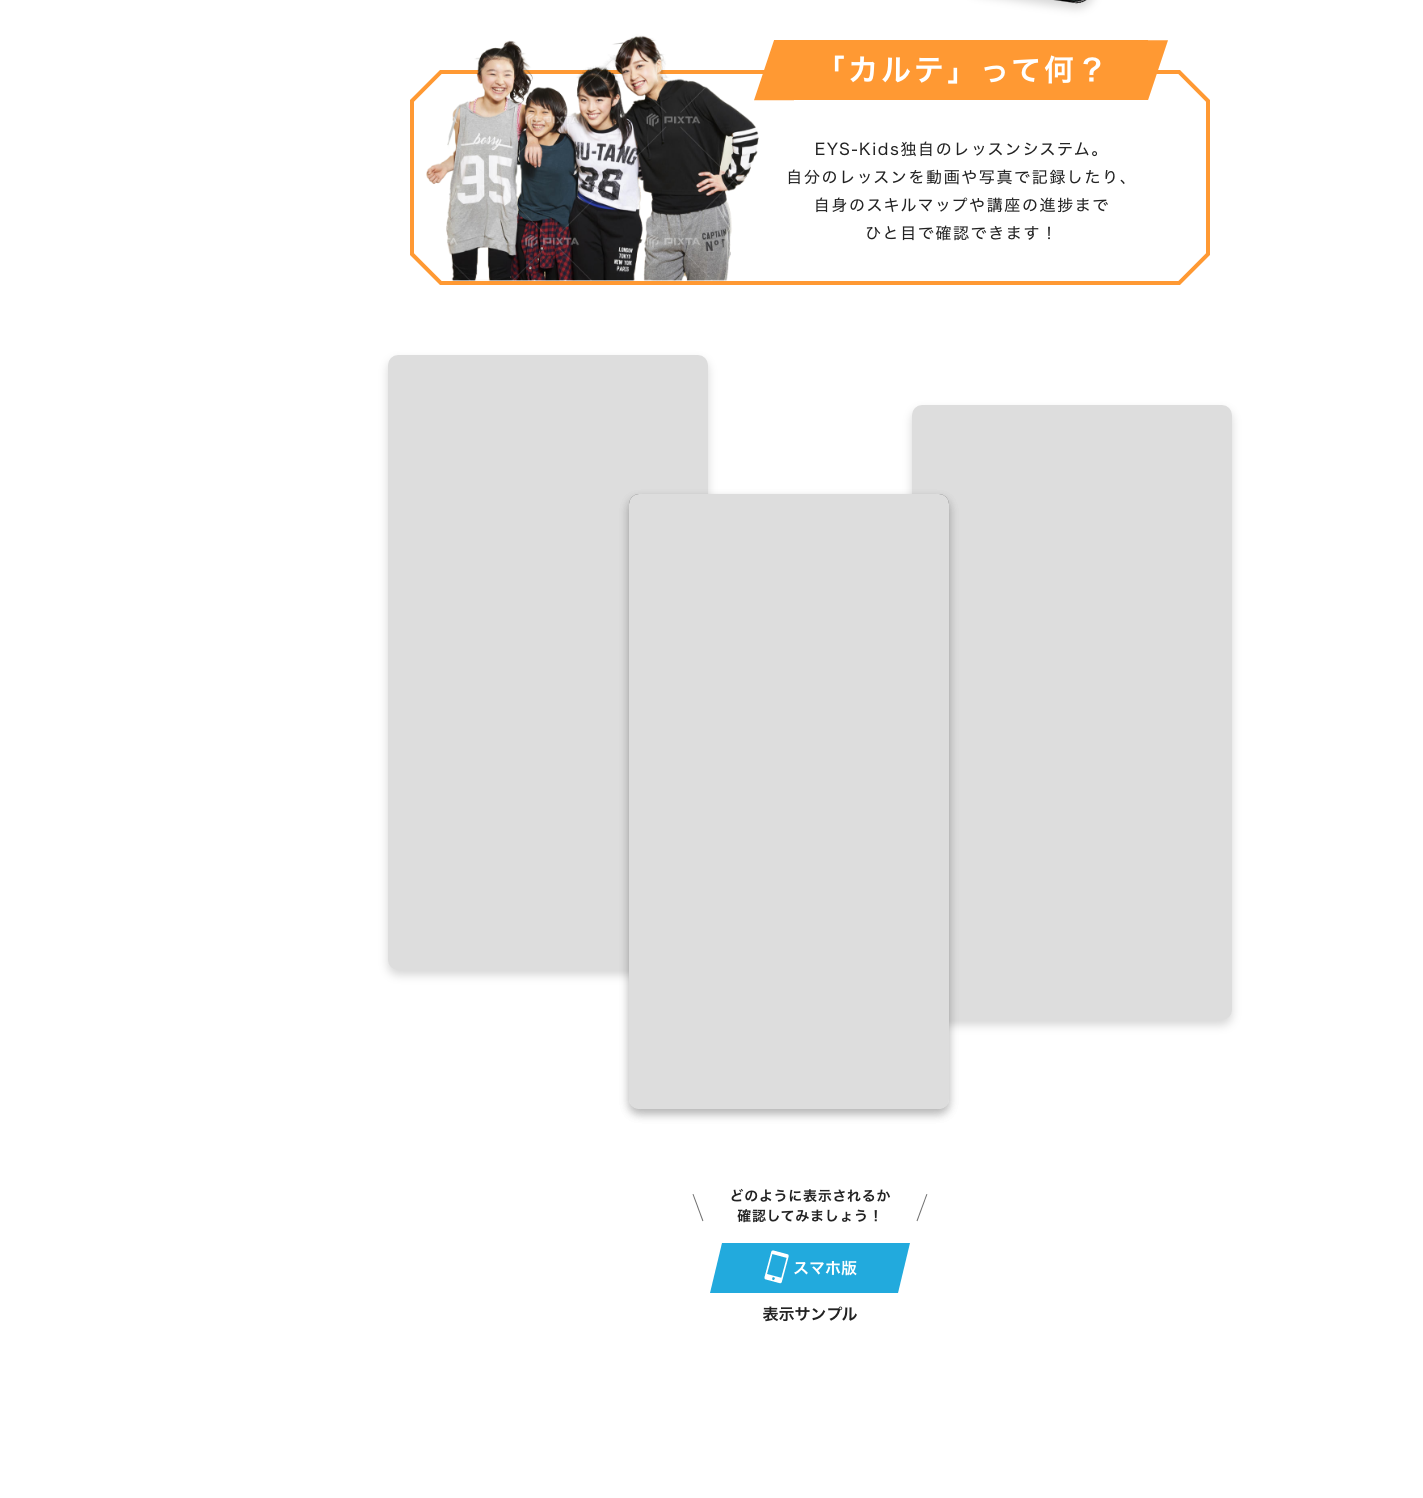 「カルテ」って何？
EYS-Kids独自のレッスンシステム。
自分のレッスンを動画や写真で記録したり、
自身のスキルマップや講座の進捗まで
ひと目で確認できます！
bossy
95
WU-TANG
36
PIXTA
PIXTA
PIXTA
LONDON
TOKYO
NEW YORK
PARIS
CAPTAIN
Nº1
どのように表示されるか
確認してみましょう！
スマホ版
表示サンプル